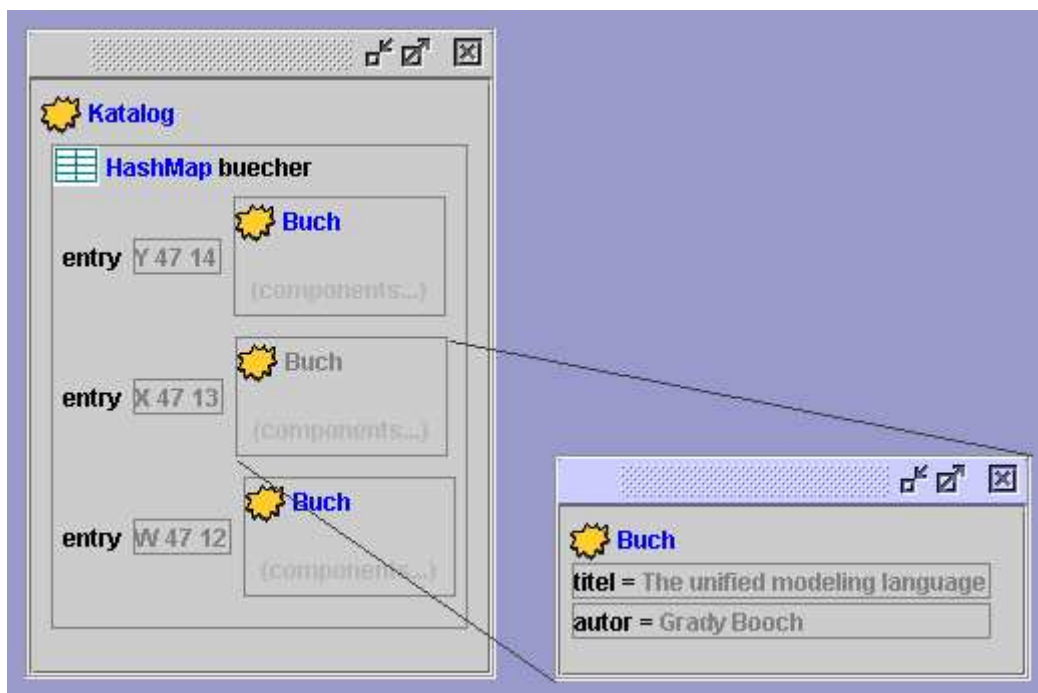 Katalog
HashMap buecher
Buch
entry Y 47 14
(components...)
Buch
entry X 47 13
(components...)
Buch
entry W 47 12
(components...)
Buch
titel = The unified modeling language
autor = Grady Booch